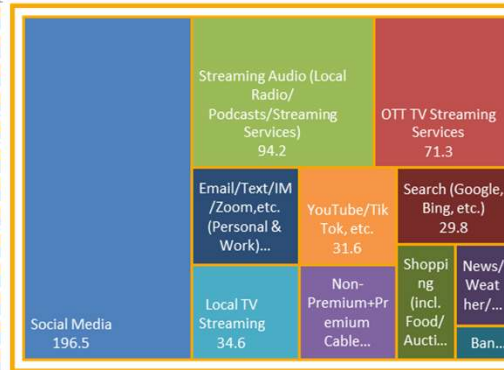 Social Media
196.5
Streaming Audio (Local
Radio/
Podcasts/Streaming
Services)
94.2
OTT TV Streaming
Services
71.3
Email/Text/IM
/Zoom,etc.
(Personal &
Work)...
YouTube/Tik
Tok, etc.
31.6
Search (Google,
Bing, etc.)
29.8
Local TV
Streaming
34.6
Non-
Premium+Pr
emium
Cable...
Shoppi
ng
(incl.
Food/
Aucti...
News/
Weat
her/...
Ban...